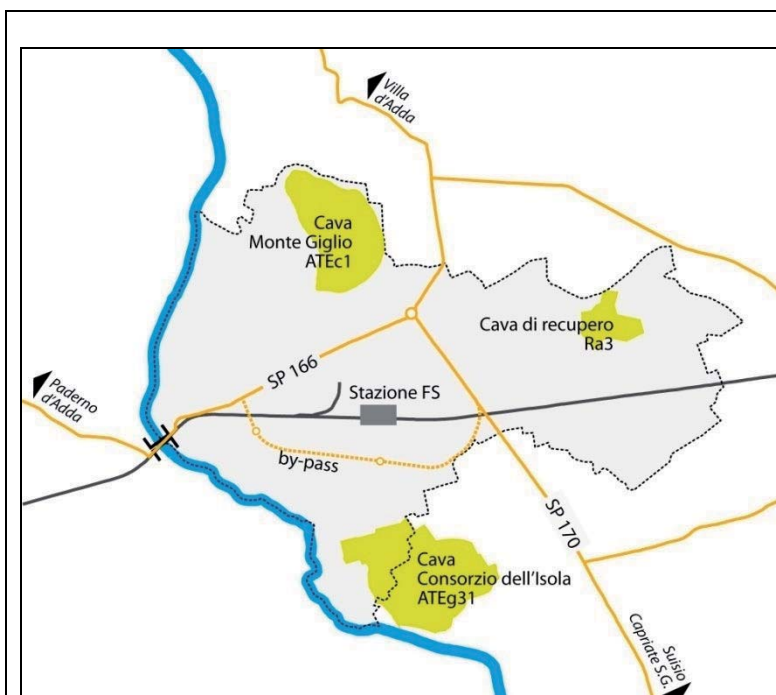 Villa
d'Adda
Cava
Monte Giglio
ATEc1
Cava di recupero
Ra3
SP 166
Stazione FS
Paderno
d'Adda
by-pass
SP 170
Cava
Consorzio dell'Isola
ATEg31
Suisio
Capriate S.G.